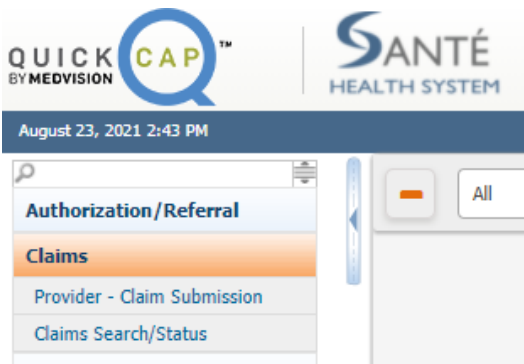 QUICK CAP™
BY MEDVISION
SANTÉ
HEALTH SYSTEM
August 23, 2021 2:43 PM
Authorization/Referral
All
Claims
Provider - Claim Submission
Claims Search/Status